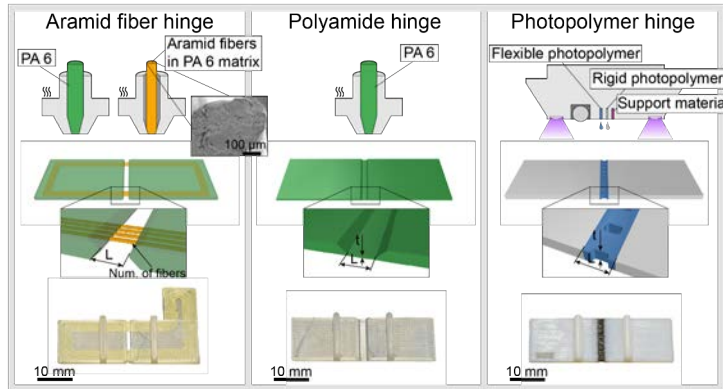 Aramid fiber hinge
PA 6
Aramid fibers
in PA 6 matrix
100 µm
L
Num. of fibers
10 mm
Polyamide hinge
PA 6
t
L
10 mm
Photopolymer hinge
Flexible photopolymer
Rigid photopolymer
Support materia
t
L
10 mm